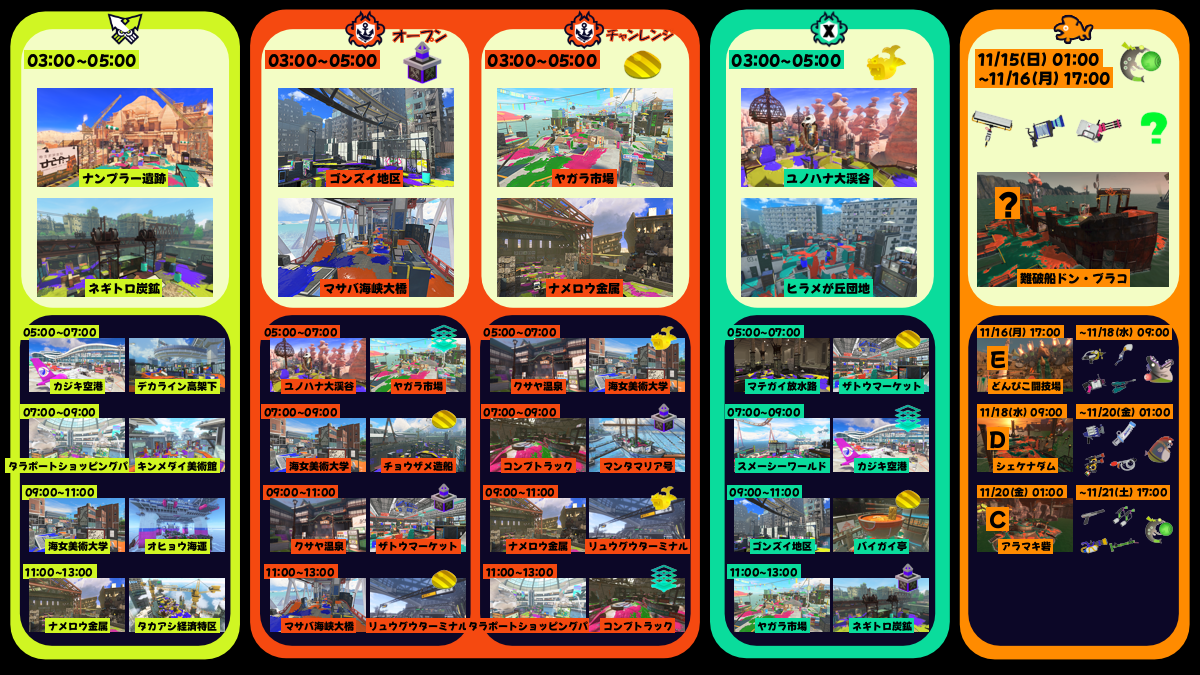 03:00~05:00
ナンプラー遺跡
ネギトロ炭鉱
05:00~07:00
カジキ空港
デカライン高架下
07:00~09:00
タラポートショッピングパ
キンメダイ美術館
09:00~11:00
海女美術大学
オヒョウ海運
11:00~13:00
ナメロウ金属
タカアシ経済特区
オープン
03:00~05:00
ゴンズイ地区
マサバ海峡大橋
05:00~07:00
ユノハナ大渓谷
ヤガラ市場
07:00~09:00
海女美術大学
チョウザメ造船
09:00~11:00
クサヤ温泉
ザトウマーケット
11:00~13:00
マサバ海峡大橋
リュウグウターミナル
チャンレンジ
03:00~05:00
ヤガラ市場
ナメロウ金属
05:00~07:00
クサヤ温泉
海女美術大学
07:00~09:00
コンブトラック
マンタマリア号
09:00~11:00
ナメロウ金属
リュウグウターミナル
11:00~13:00
タラポートショッピングパ
コンブトラック
X
03:00~05:00
ユノハナ大渓谷
ヒラメが丘団地
05:00~07:00
マテガイ放水路
ザトウマーケット
07:00~09:00
スメーシーワールド
カジキ空港
09:00~11:00
ゴンズイ地区
バイガイ亭
11:00~13:00
ヤガラ市場
ネギトロ炭鉱
11/15(日) 01:00
~11/16(月) 17:00
?
?
難破船ドン・ブラコ
11/16(月) 17:00
~11/18(水) 09:00
E
どんぴこ闘技場
11/18(水) 09:00
~11/20(金) 01:00
D
シェケナダム
11/20(金) 01:00
~11/21(土) 17:00
C
アラマキ砦